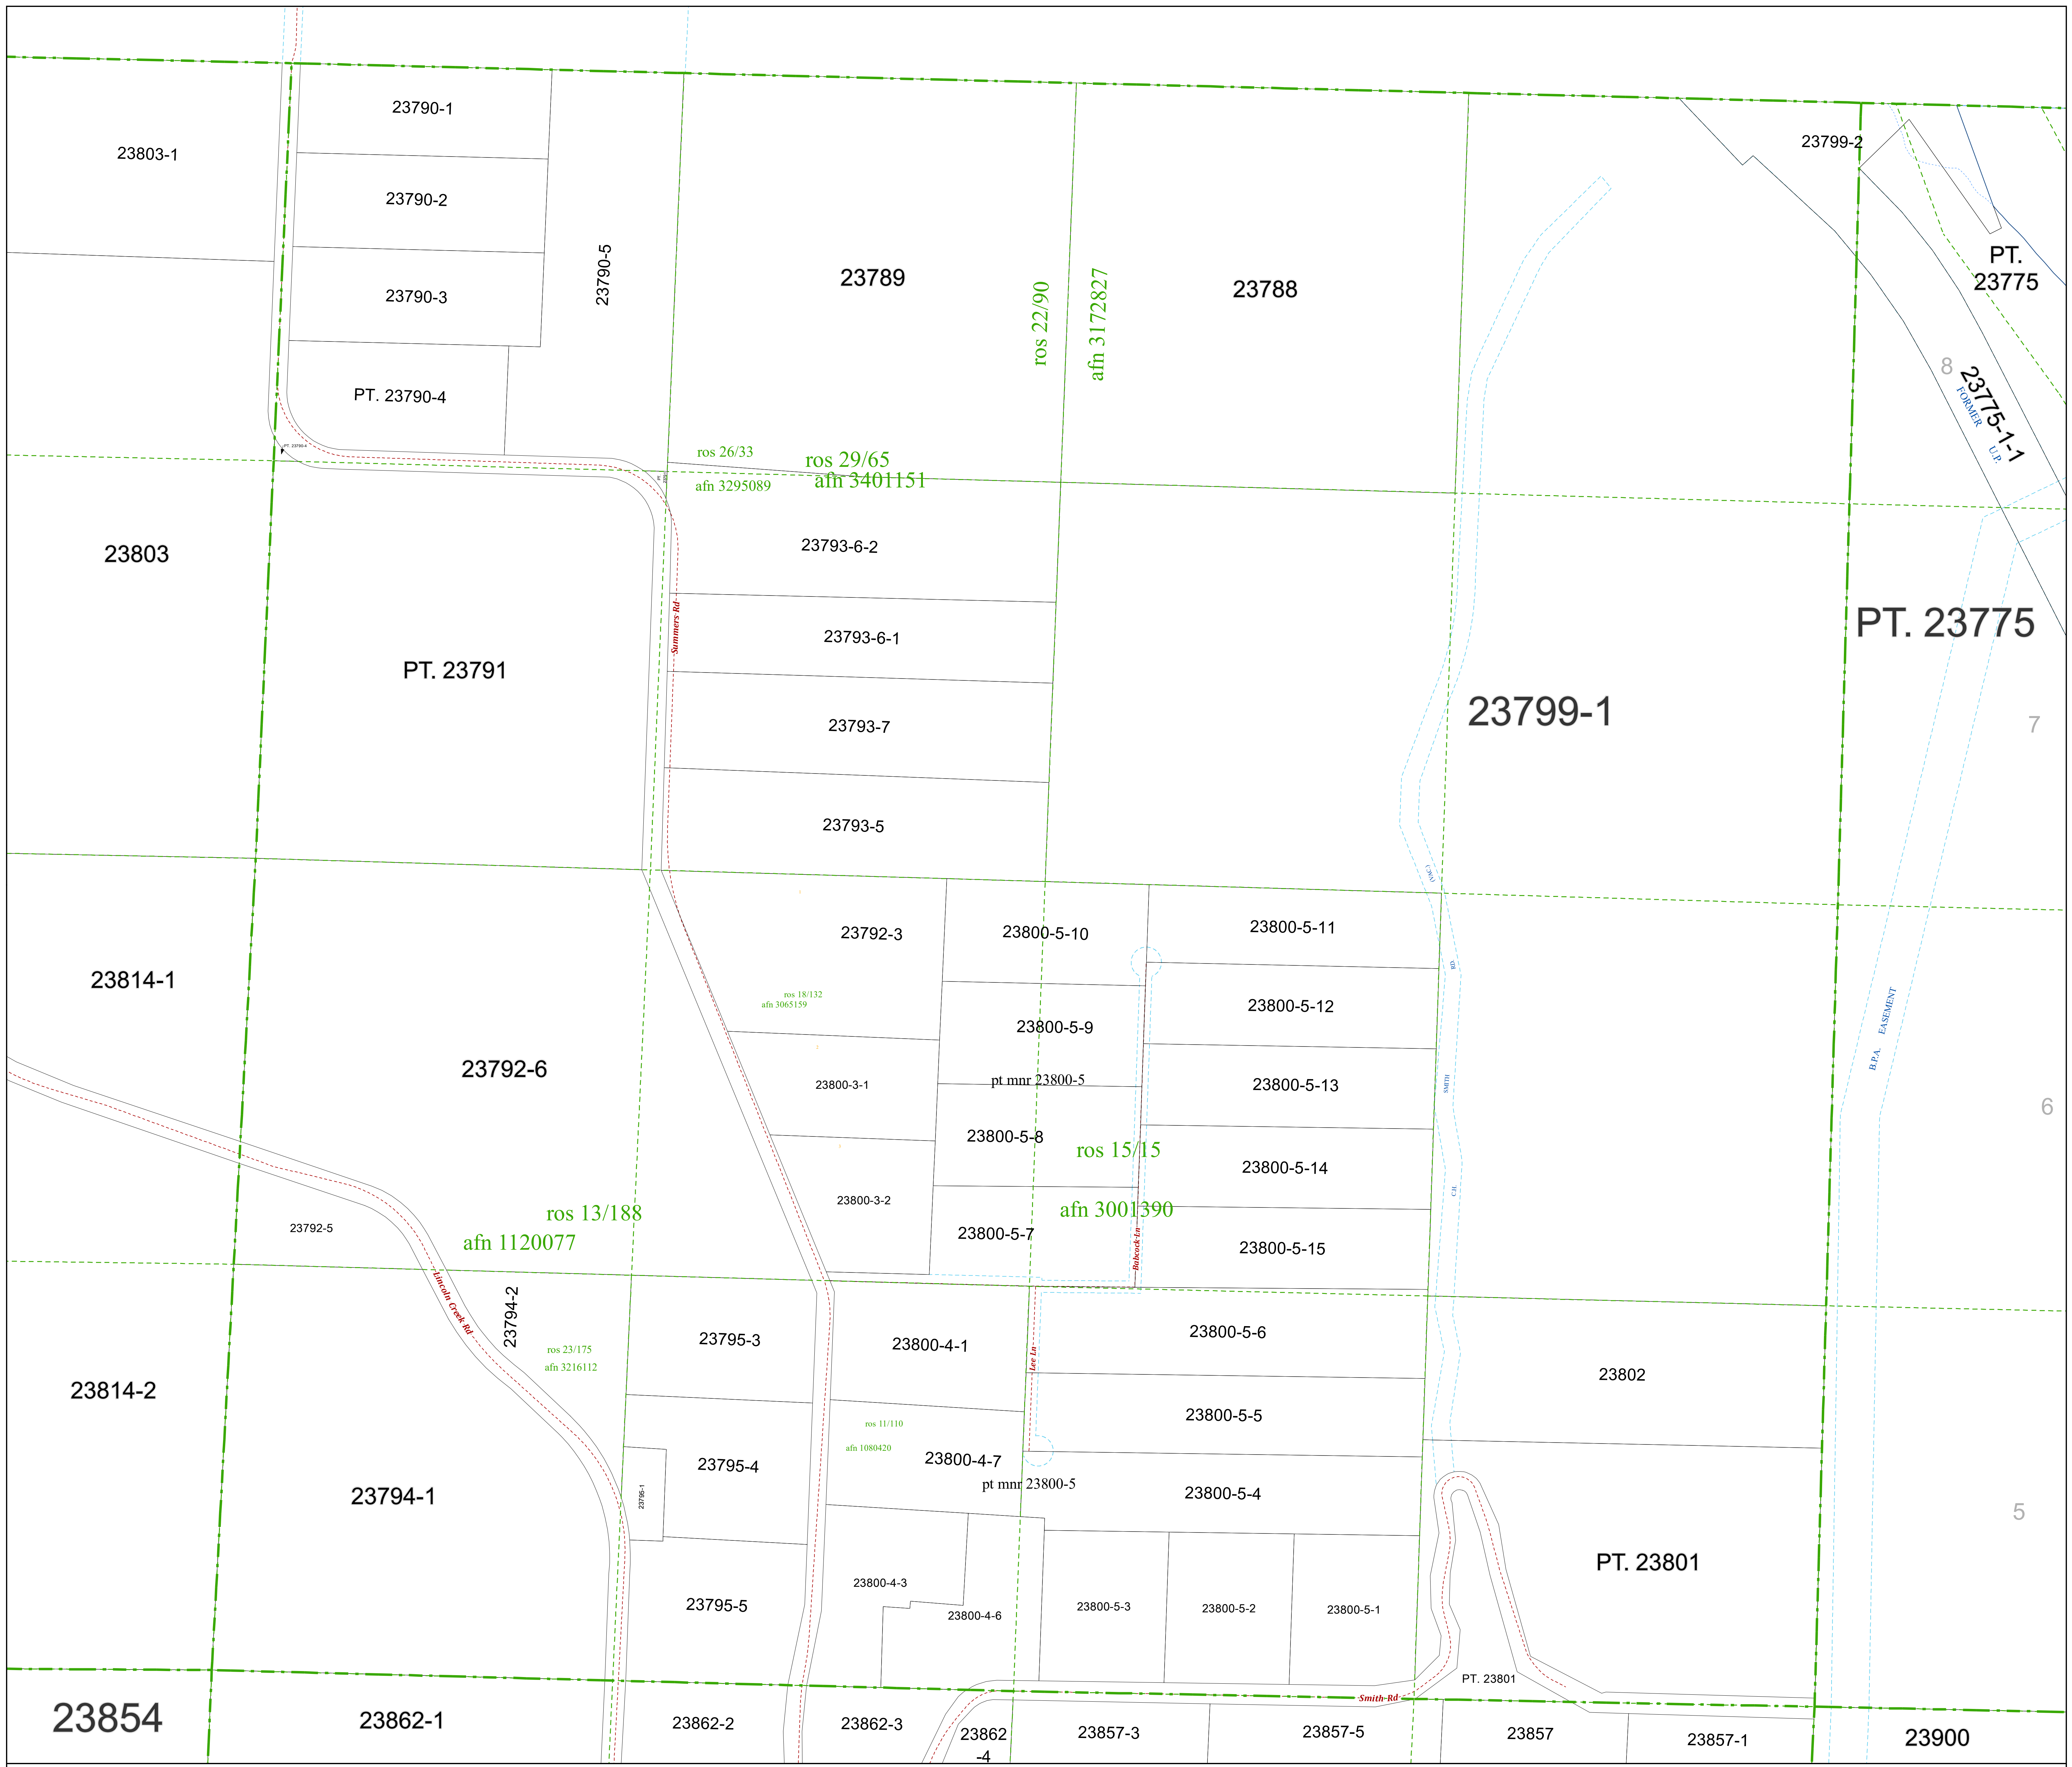 23790-1
23799-2
23803-1
23790-2
PT.
23775
23790-5
23789
23788
23790-3
ros 22/90
afn 3172827
PT. 23790-4
8
23775-1-1
FORMER
U.P.
PT. 23790-4
ros 26/33
ros 29/65
afn 3295089
afn 3401151
23803
23793-6-2
Summers Rd
23793-6-1
PT. 23775
PT. 23791
23799-1
23793-7
7
23793-5
23792-3
23800-5-10
23800-5-11
23814-1
RD.
ros 18/132
afn 3065159
23800-5-9
23800-5-12
B.P.A. EASEMENT
2
23792-6
23800-3-1
pt mnr 23800-5
23800-5-13
SMITH
6
23800-5-8
ros 15/15
23800-5-14
23800-3-2
C.H.
ros 13/188
afn 3001390
23792-5
afn 1120077
23800-5-7
Babcock Ln
23800-5-15
Lincoln Creek Rd
23794-2
23795-3
23800-4-1
Lee Ln
23800-5-6
ros 23/175
afn 3216112
23802
23814-2
23800-5-5
ros 11/110
afn 1080420
23800-4-7
23795-4
pt mnr 23800-5
23800-5-4
23794-1
23795-1
5
PT. 23801
23800-4-3
23795-5
23800-4-6
23800-5-3
23800-5-2
23800-5-1
PT. 23801
Smith Rd
23854
23862-1
23862-2
23862-3
23862
-4
23857-3
23857-5
23857
23857-1
23900